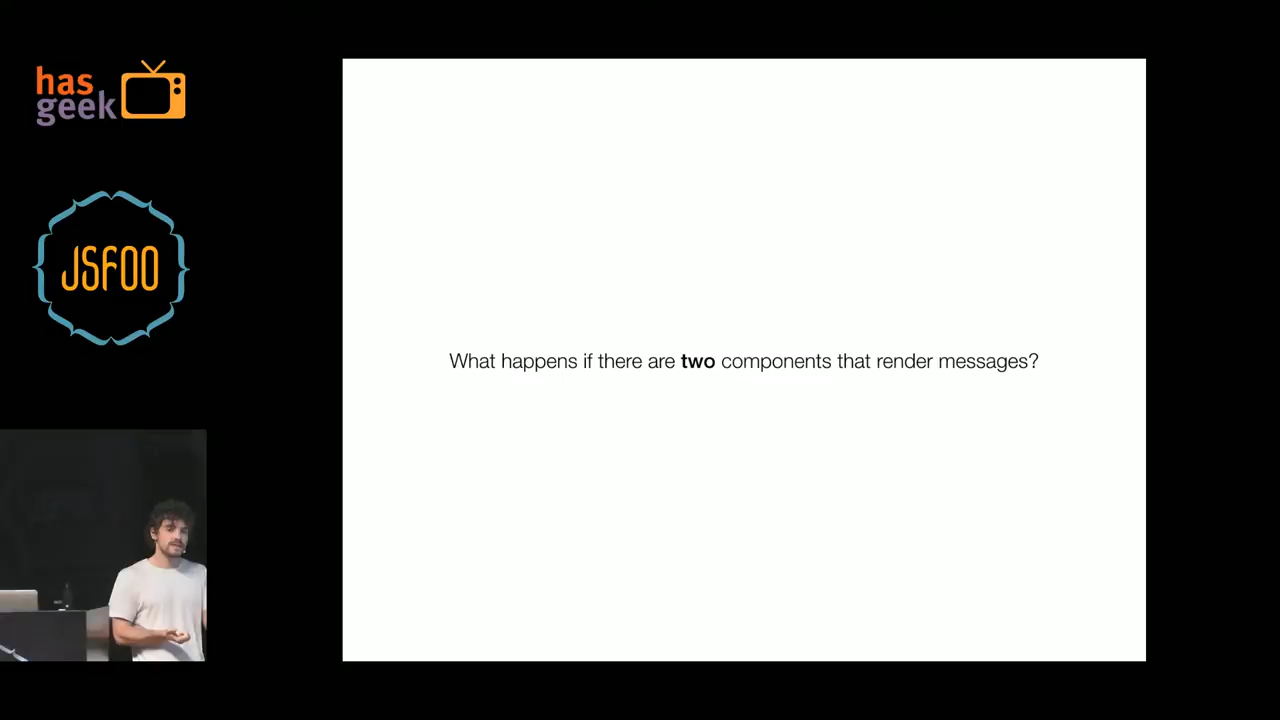 has
geek
JSFOO
What happens if there are two components that render messages?